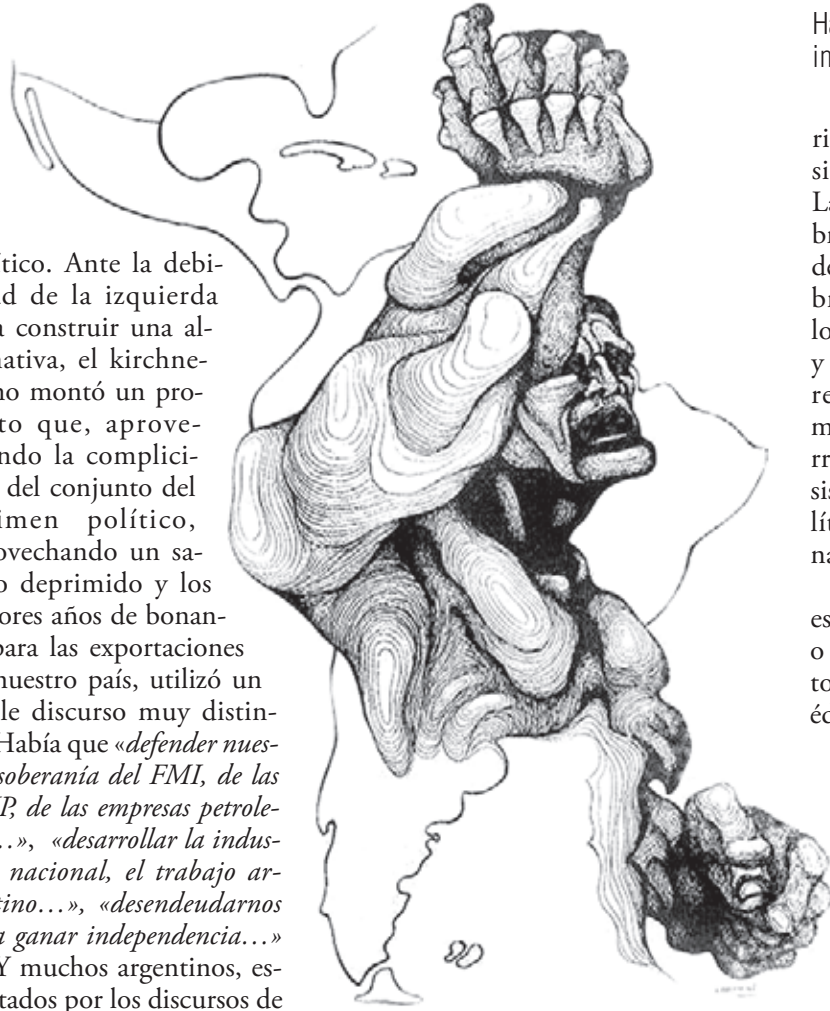 tico. Ante la debi-
d de la izquierda
a construir una al-
nativa, el kirchne-
no montó un pro-
to que, aprove-
ndo la complici-
del conjunto del
imen político,
ovechando un sa-
o deprimido y los
ores años de bonan-
para las exportaciones
nuestro país, utilizó un
le discurso muy distin-
Había que «defender nues-
soberanía del FMI, de las
P, de las empresas petrole-
…», «desarrollar la indus-
nacional, el trabajo ar-
tino…», «desendeudarnos
a ganar independencia…»
Y muchos argentinos, es-
tados por los discursos de
Ha
in
ri
si
La
br
de
br
lo
y
re
m
rr
sis
lít
na
es
o
to
éc